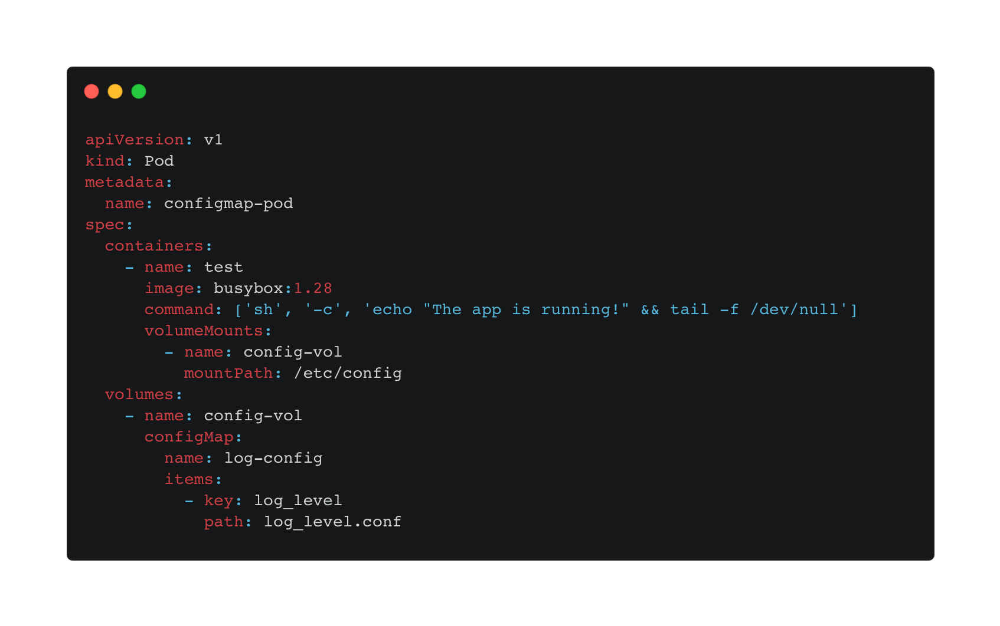 apiVersion: v1
kind: Pod
metadata:
  name: configmap-pod
spec:
  containers:
    - name: test
      image: busybox:1.28
      command: ['sh', '-c', 'echo "The app is running!" && tail -f /dev/null']
      volumeMounts:
        - name: config-vol
          mountPath: /etc/config
  volumes:
    - name: config-vol
      configMap:
        name: log-config
        items:
          - key: log_level
            path: log_level.conf